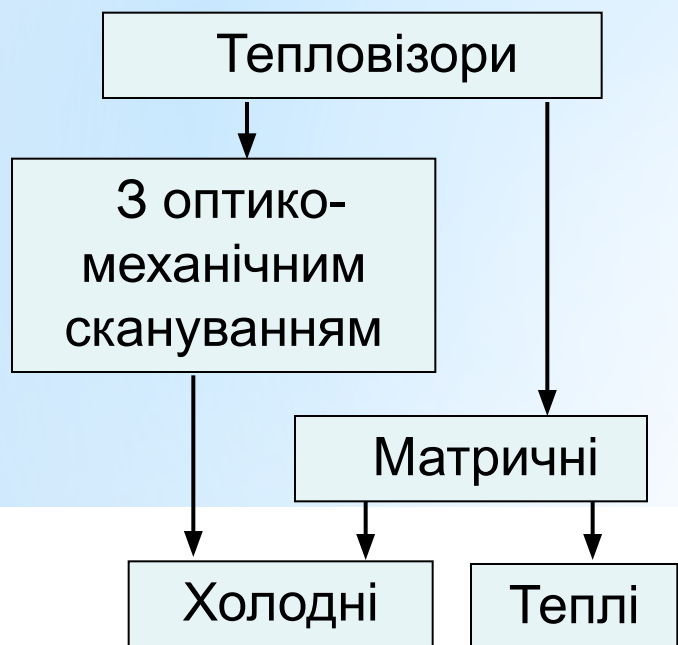 Тепловізори
З оптико-
механічним
скануванням
Матричні
Холодні
Теплі